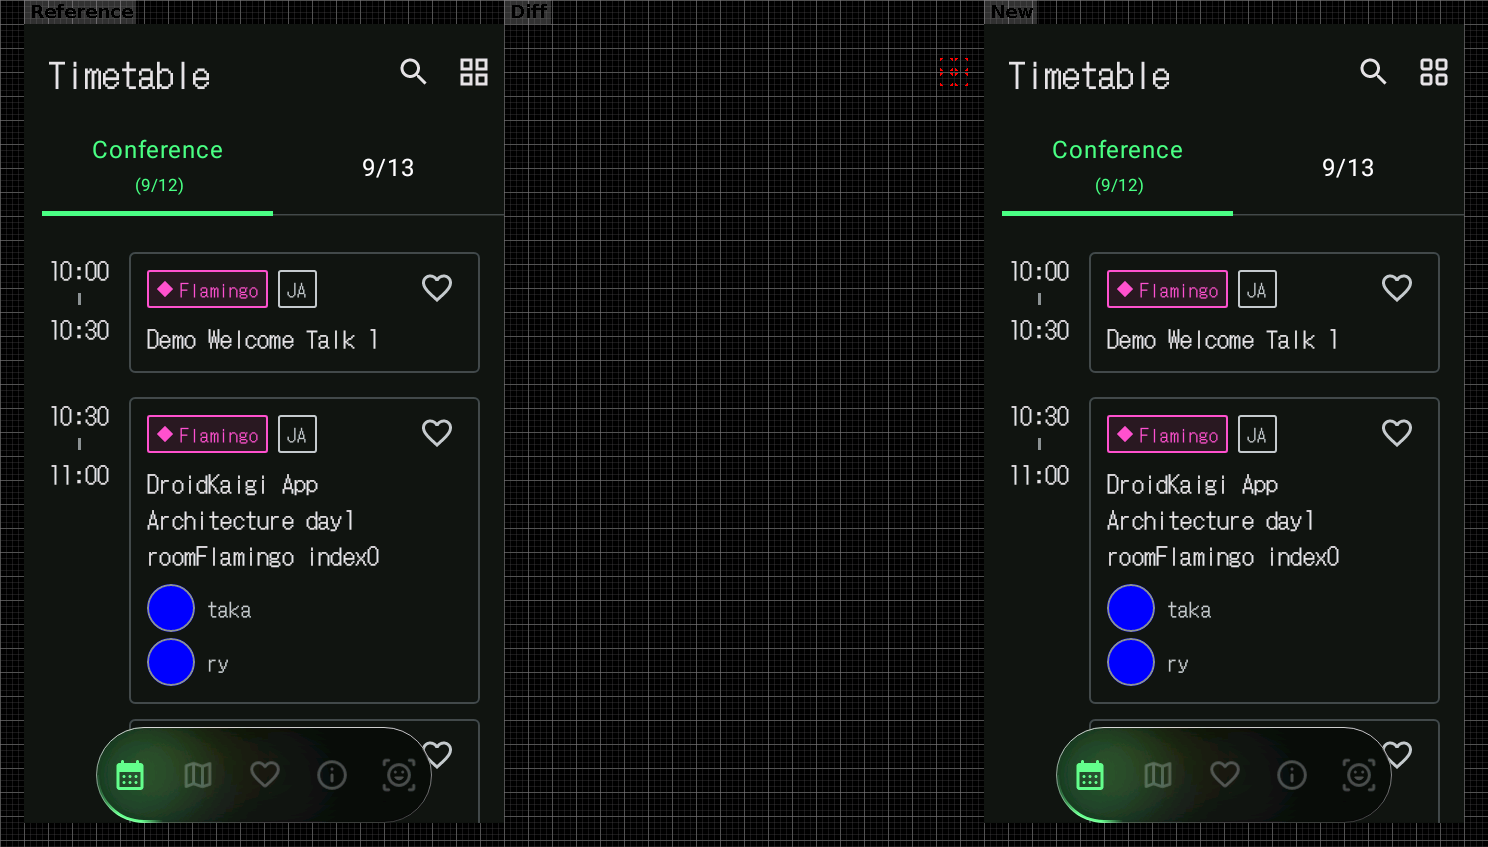 Reference
Diff
New
Timetable
Conference
(9/12)
9/13
10:00
10:30
Flamingo
JA
Demo Welcome Talk 1
10:30
11:00
Flamingo
JA
DroidKaigi App
Architecture day1
roomFlamingo index0
taka
ry
Timetable
Conference
(9/12)
9/13
10:00
10:30
Flamingo
JA
Demo Welcome Talk 1
10:30
11:00
Flamingo
JA
DroidKaigi App
Architecture day1
roomFlamingo index0
taka
ry